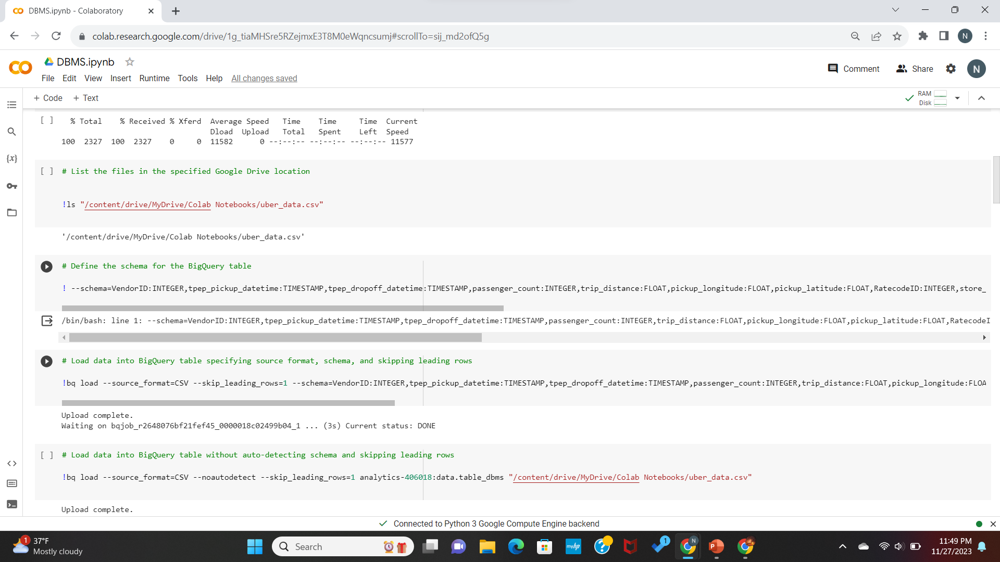 DBMS.ipynb - Colaboratory
colab.research.google.com/drive/1g_tiaMHSre5RZejmxE3T8M0eWqncsumj#scrollTo=sij_md2ofQ5g
N
DBMS.ipynb
File Edit View Insert Runtime Tools Help All changes saved
Comment Share N
+ Code + Text
RAM
Disk
[ ] % Total % Received % Xferd Average Speed Time Time Time Current
Dload Upload Total Spent Left Speed
100 2327 100 2327 0 0 11582 0 --:--:-- --:--:-- --:--:-- 11577
{x}
[ ] # List the files in the specified Google Drive location
!ls "/content/drive/MyDrive/Colab Notebooks/uber_data.csv"
'/content/drive/MyDrive/Colab Notebooks/uber_data.csv'
# Define the schema for the BigQuery table
! --schema=VendorID:INTEGER,tpep_pickup_datetime:TIMESTAMP,tpep_dropoff_datetime:TIMESTAMP,passenger_count:INTEGER,trip_distance:FLOAT,pickup_longitude:FLOAT,pickup_latitude:FLOAT,RatecodeID:INTEGER,store_
/bin/bash: line 1: --schema=VendorID:INTEGER,tpep_pickup_datetime:TIMESTAMP,tpep_dropoff_datetime:TIMESTAMP,passenger_count:INTEGER,trip_distance:FLOAT,pickup_longitude:FLOAT,pickup_latitude:FLOAT,RatecodeI
# Load data into BigQuery table specifying source format, schema, and skipping leading rows
!bq load --source_format=CSV --skip_leading_rows=1 --schema=VendorID:INTEGER,tpep_pickup_datetime:TIMESTAMP,tpep_dropoff_datetime:TIMESTAMP,passenger_count:INTEGER,trip_distance:FLOAT,pickup_longitude:FLOA
Upload complete.
Waiting on bqjob_r2648076bf21fef45_0000018c02499b04_1 ... (3s) Current status: DONE
[ ] # Load data into BigQuery table without auto-detecting schema and skipping leading rows
!bq load --source_format=CSV --noautodetect --skip_leading_rows=1 analytics-406018:data.table_dbms "/content/drive/MyDrive/Colab Notebooks/uber_data.csv"
Upload complete.
Connected to Python 3 Google Compute Engine backend
1
37°F
Mostly cloudy
Search
myhp
1
N
11:49 PM
11/27/2023